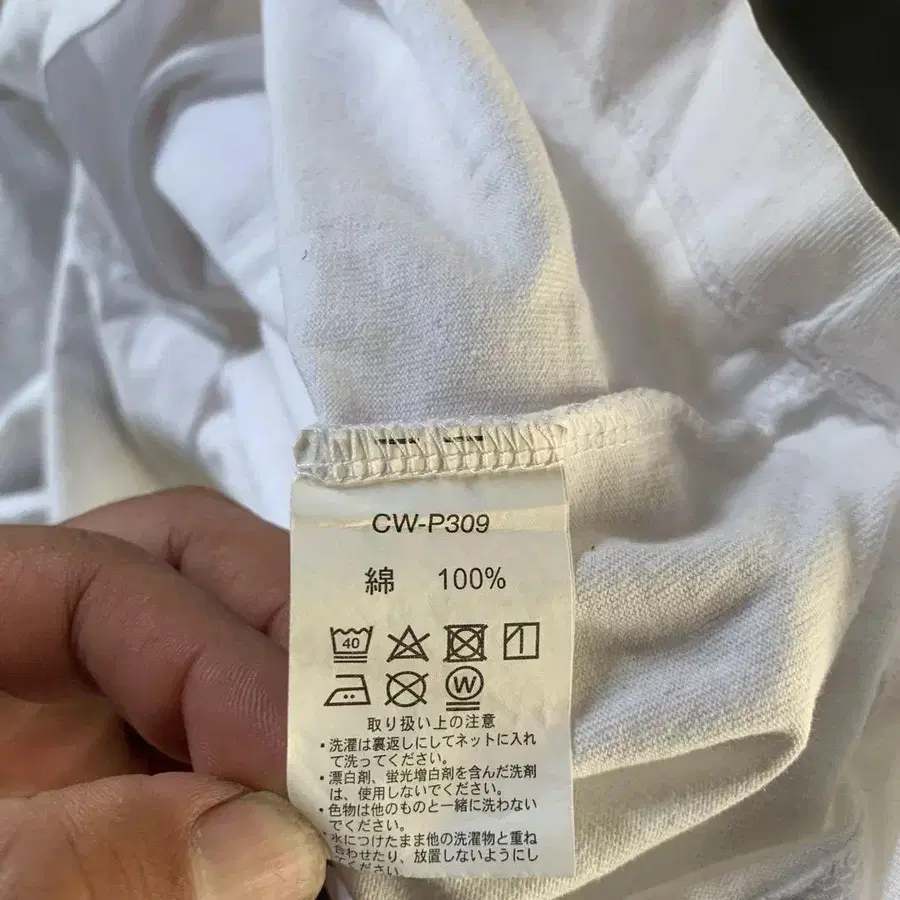 CW-P309
綿 100%
40
W
取り扱い上の注意
・洗濯は裏返しにしてネットに入れ
て洗ってください。
・漂白剤、蛍光増白剤を含んだ洗剤
は、使用しないでください。
・色物は他のものと一緒に洗わない
でください。
水につけたまま他の洗濯物と重ね
合わせたり、放置しないようにし
てください